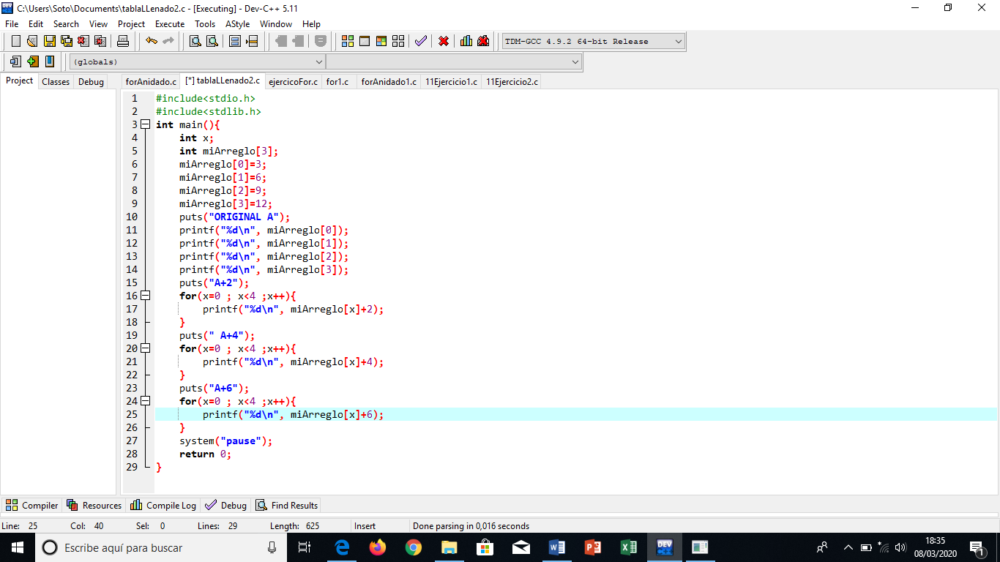 C:\Users\Soto\Documents\tablaLLenado2.c - [Executing] - Dev-C++ 5.11
File Edit Search View Project Execute Tools AStyle Window Help
TDM-GCC 4.9.2 64-bit Release
(globals)
Project Classes Debug
forAnidado.c [*] tablaLLenado2.c ejercicoFor.c for1.c forAnidado1.c 11Ejercicio1.c 11Ejercicio2.c
1 #include<stdio.h>
2 #include<stdlib.h>
3 int main(){
4 int x;
5 int miArreglo[3];
6 miArreglo[0]=3;
7 miArreglo[1]=6;
8 miArreglo[2]=9;
9 miArreglo[3]=12;
10 puts("ORIGINAL A");
11 printf("%d\n", miArreglo[0]);
12 printf("%d\n", miArreglo[1]);
13 printf("%d\n", miArreglo[2]);
14 printf("%d\n", miArreglo[3]);
15 puts("A+2");
16 for(x=0 ; x<4 ;x++){
17 printf("%d\n", miArreglo[x]+2);
18 }
19 puts(" A+4");
20 for(x=0 ; x<4 ;x++){
21 printf("%d\n", miArreglo[x]+4);
22 }
23 puts("A+6");
24 for(x=0 ; x<4 ;x++){
25 printf("%d\n", miArreglo[x]+6);
26 }
27 system("pause");
28 return 0;
29 }
Compiler Resources Compile Log Debug Find Results
Line: 25 Col: 40 Sel: 0 Lines: 29 Length: 625 Insert Done parsing in 0,016 seconds
Escribe aquí para buscar
DEV
18:35
08/03/2020
1